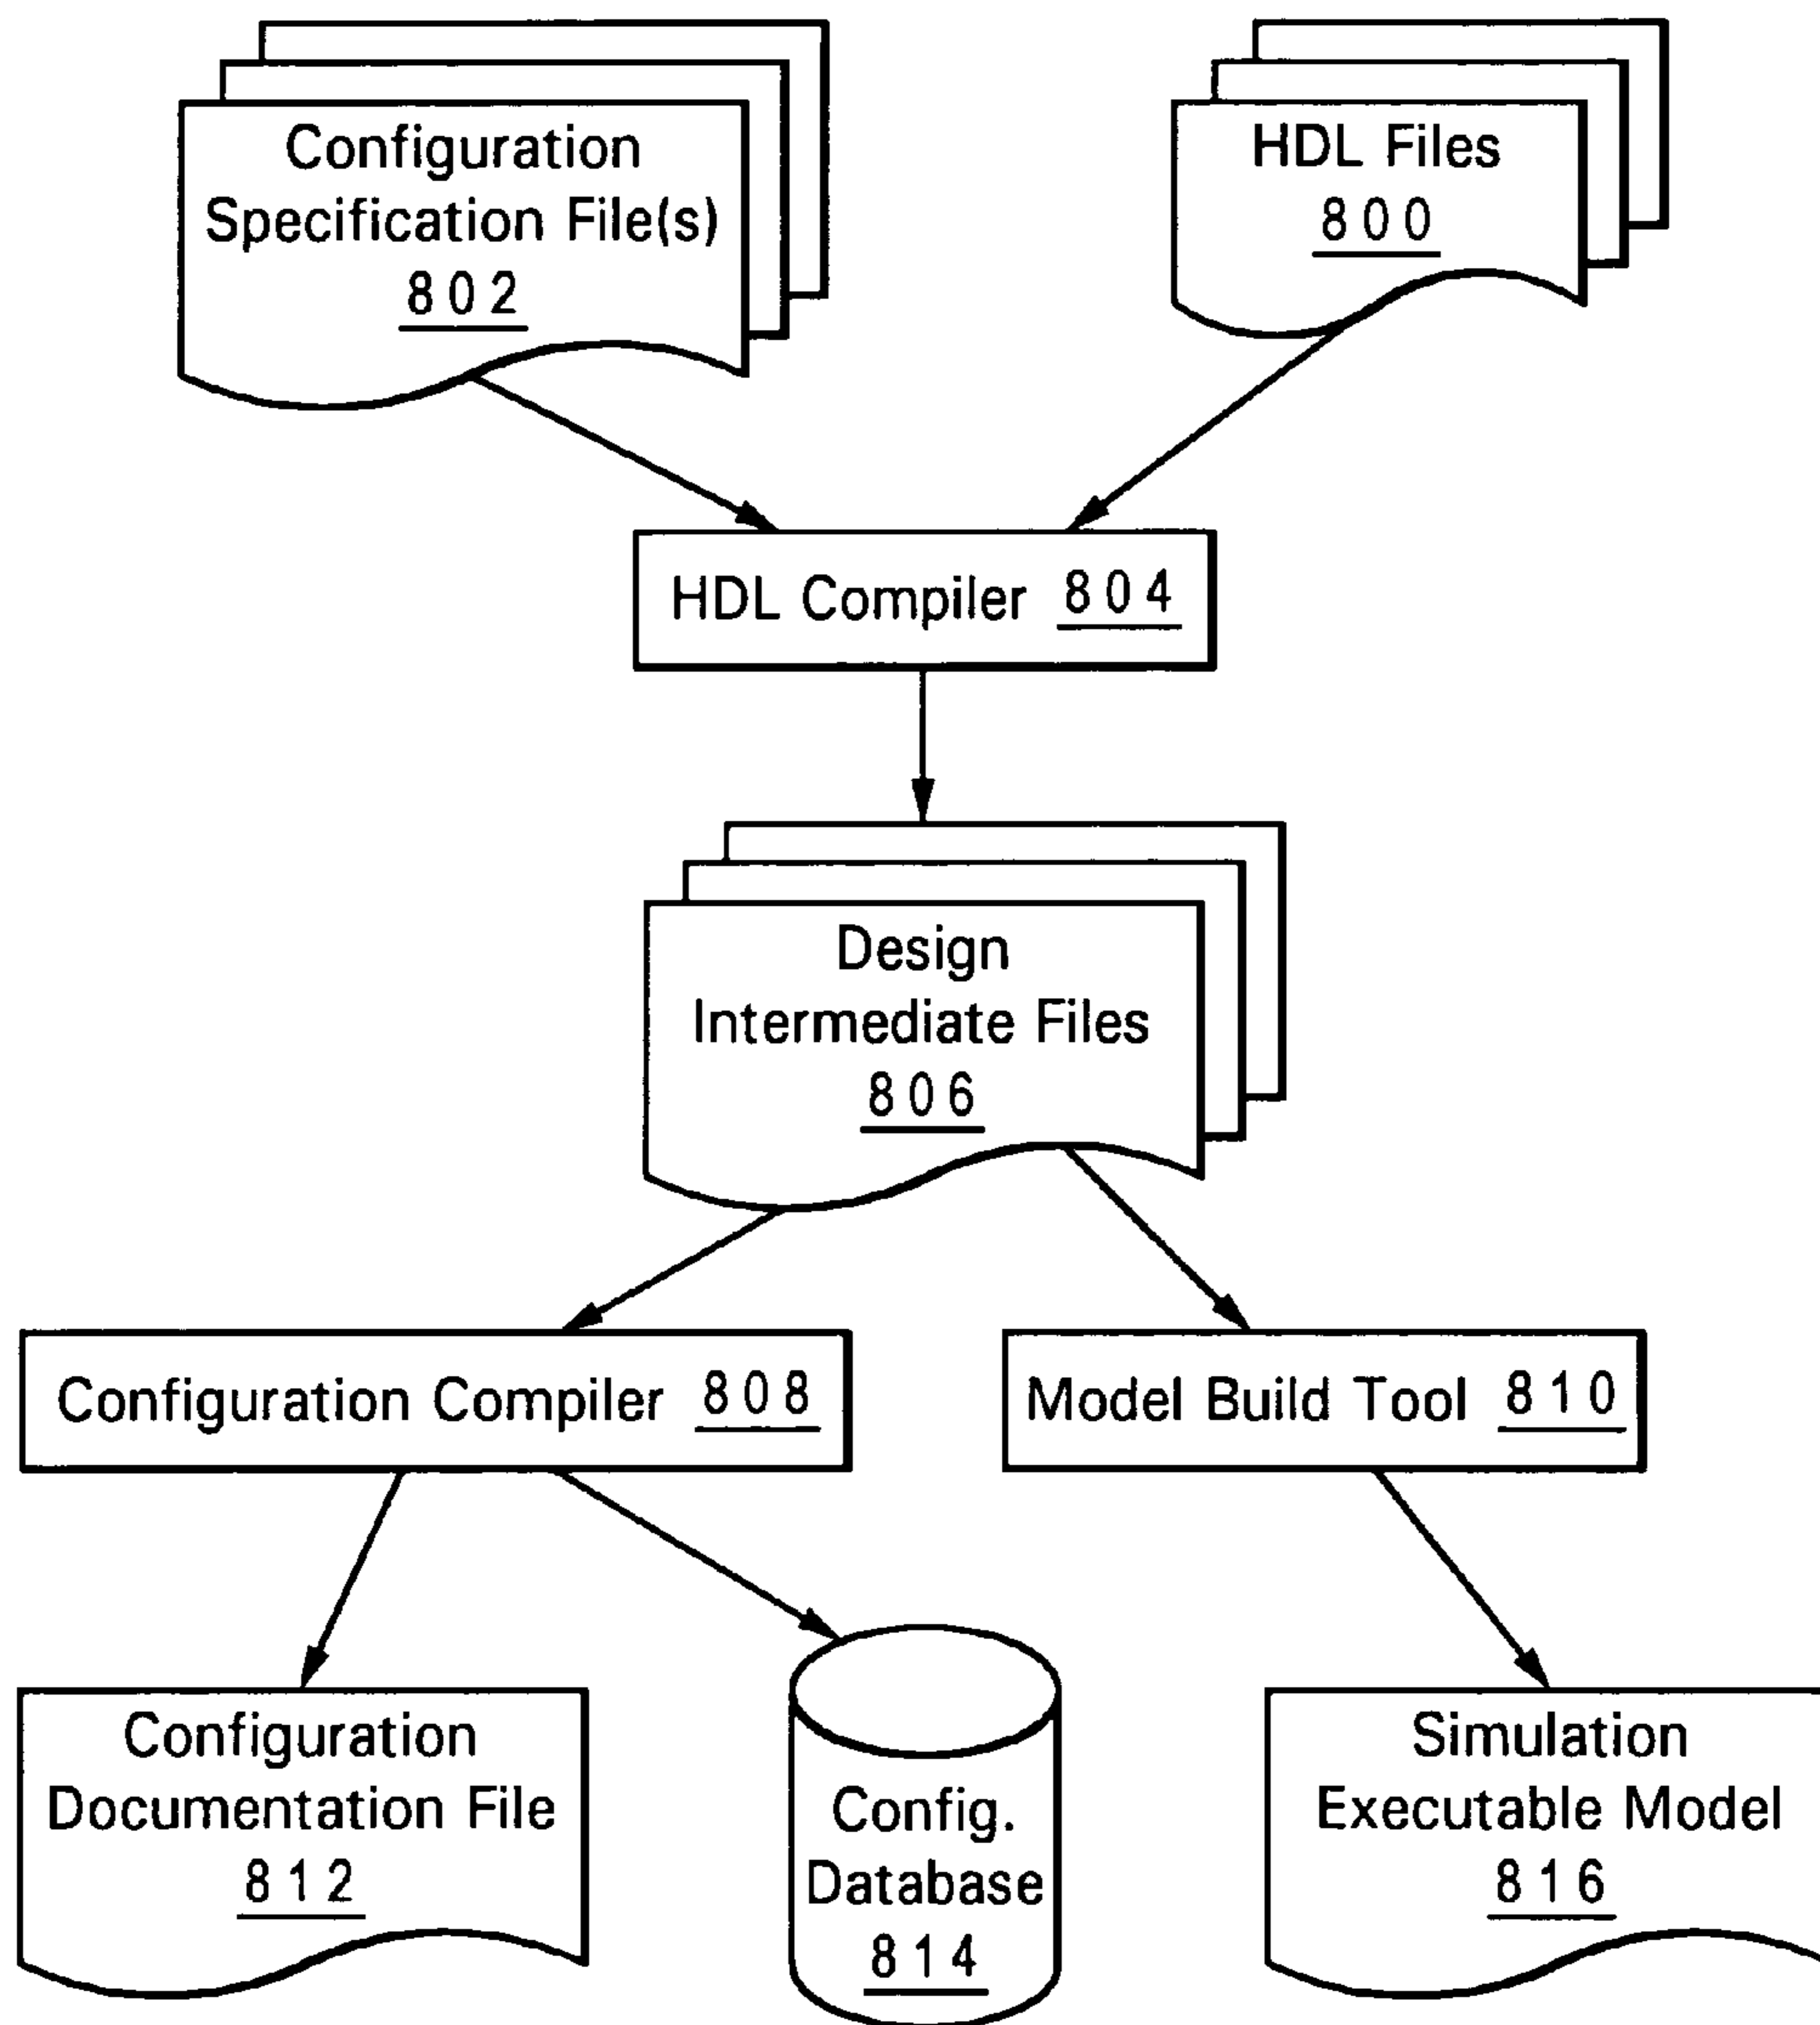 Configuration
Specification File(s)
802
HDL Files
800
HDL Compiler 804
Design
Intermediate Files
806
Configuration Compiler 808
Model Build Tool 810
Configuration
Documentation File
812
Config.
Database
814
Simulation
Executable Model
816